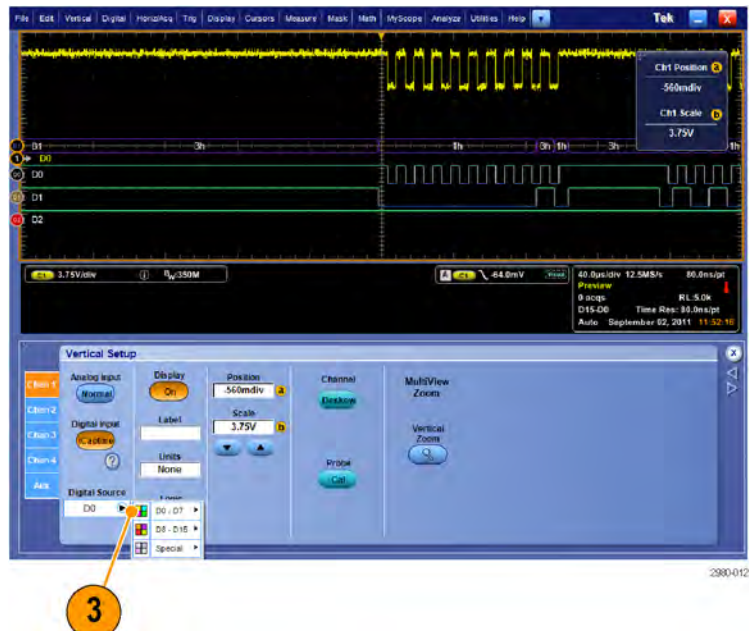 File Edit Vertical Digital Horiz/Acq Trig Display Cursors Measure Mask Math MyScope Analyze Utilities Help Tek
Ch1 Position a
-560mdiv
Ch1 Scale b
3.75V
B1 3h 1h 3h 1h 3h 1h
1 D0
D0
D1
D2
C1 3.75V/div BW:350M
A C1 -64.0mV
40.0µs/div 12.5MS/s 80.0ns/pt
Preview
0 acqs RL:5.0k
D15-D0 Time Res: 80.0ns/pt
Auto September 02, 2011 11:52:16
Vertical Setup X
Chan 1
Chan 2
Chan 3
Chan 4
Aux
Analog Input
Normal
Digital Input
iCapture
?
Digital Source
D0
Display
On
Label
Units
None
Position
-560mdiv a
Scale
3.75V b
Channel
Deskew
Probe
Cal
MultiView
Zoom
Vertical
Zoom
D0 - D7
D8 - D15
Special
2980-012
3